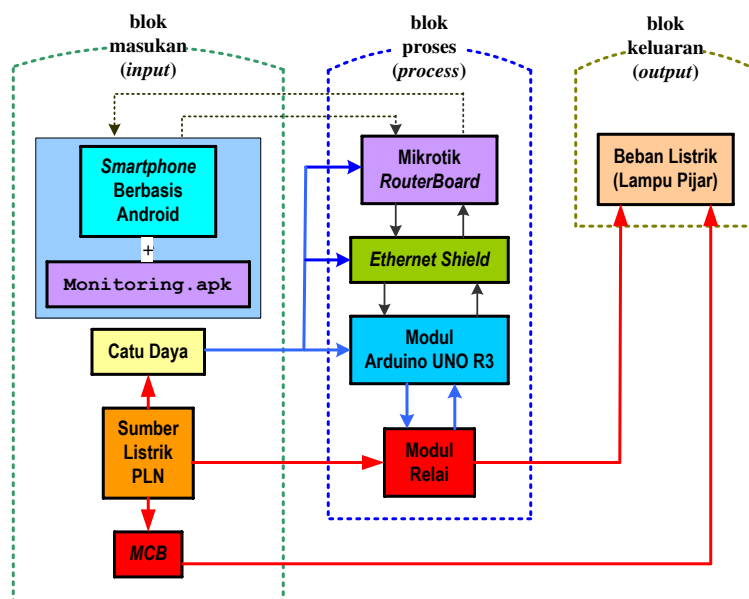 blok
masukan
(input)
blok
proses
(process)
blok
keluaran
(output)
Smartphone
Berbasis
Android
+
Monitoring.apk
Mikrotik
RouterBoard
Beban Listrik
(Lampu Pijar)
Ethernet Shield
Catu Daya
Modul
Arduino UNO R3
Sumber
Listrik
PLN
Modul
Relai
MCB